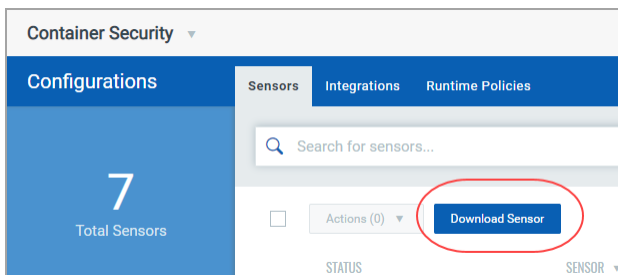 Container Security
Configurations
Sensors Integrations Runtime Policies
Search for sensors...
7
Total Sensors
Actions (0) Download Sensor
STATUS SENSOR